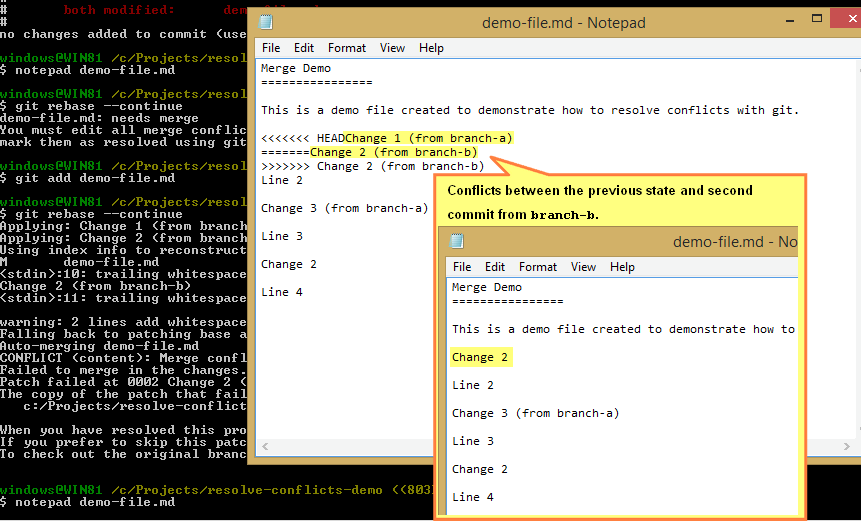 #       both modified:      demo-file.md
#
no changes added to commit (use
windows@WIN81 /c/Projects/resol
$ notepad demo-file.md
windows@WIN81 /c/Projects/resol
$ git rebase --continue
demo-file.md: needs merge
You must edit all merge conflic
mark them as resolved using git
windows@WIN81 /c/Projects/resol
$ git add demo-file.md
windows@WIN81 /c/Projects/resol
$ git rebase --continue
Applying: Change 1 (from branch
Applying: Change 2 (from branch
Using index info to reconstruct
M       demo-file.md
<stdin>:10: trailing whitespace
Change 2 (from branch-b)
<stdin>:11: trailing whitespace
warning: 2 lines add whitespace
Falling back to patching base a
Auto-merging demo-file.md
CONFLICT (content): Merge confl
Failed to merge in the changes.
Patch failed at 0002 Change 2 (
The copy of the patch that fail
   c:/Projects/resolve-conflict
When you have resolved this pro
If you prefer to skip this patc
To check out the original branc
windows@WIN81 /c/Projects/resolve-conflicts-demo ((803
$ notepad demo-file.md
demo-file.md - Notepad
File Edit Format View Help
Merge Demo
================
This is a demo file created to demonstrate how to resolve conflicts with git.
<<<<<<< HEADChange 1 (from branch-a)
=======Change 2 (from branch-b)
>>>>>>> Change 2 (from branch-b)
Line 2
Change 3 (from branch-a)
Line 3
Change 2
Line 4
Conflicts between the previous state and second
commit from branch-b.
demo-file.md - No
File Edit Format View Help
Merge Demo
================
This is a demo file created to demonstrate how to
Change 2
Line 2
Change 3 (from branch-a)
Line 3
Change 2
Line 4